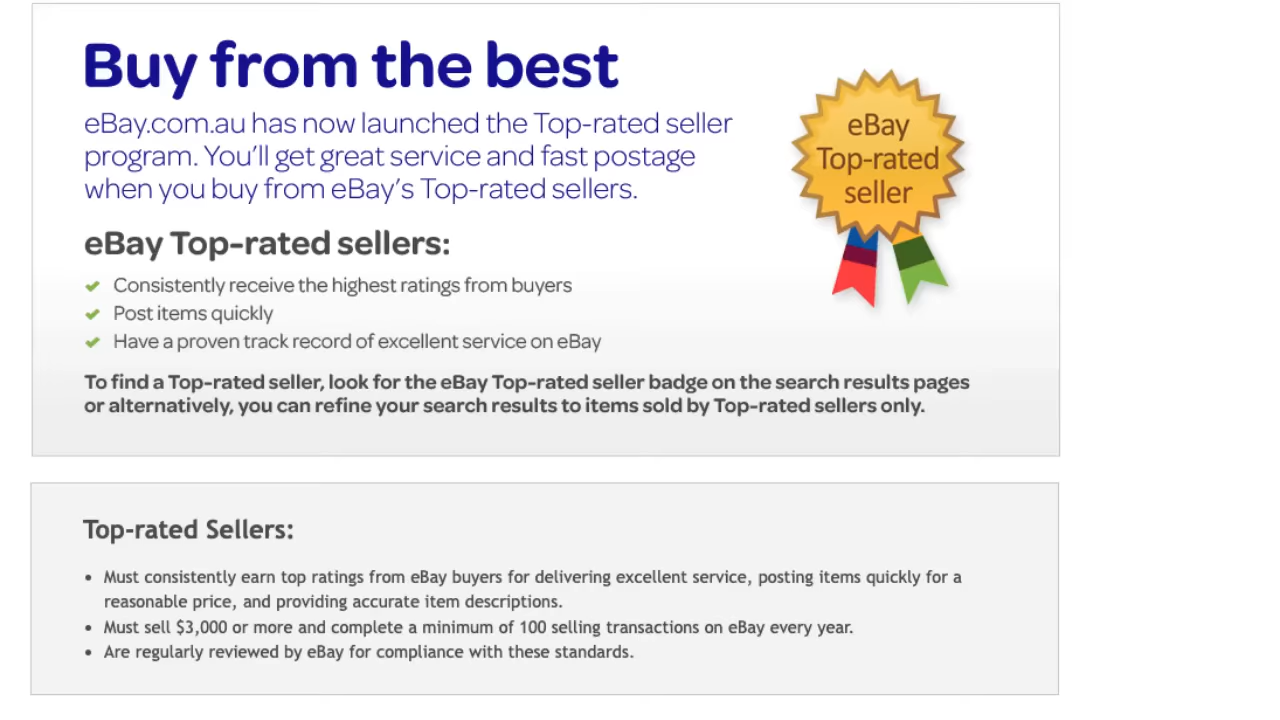 Buy from the best
eBay.com.au has now launched the Top-rated seller
program. You'll get great service and fast postage
when you buy from eBay's Top-rated sellers.
eBay
Top-rated
seller
eBay Top-rated sellers:
Consistently receive the highest ratings from buyers
Post items quickly
Have a proven track record of excellent service on eBay
To find a Top-rated seller, look for the eBay Top-rated seller badge on the search results pages
or alternatively, you can refine your search results to items sold by Top-rated sellers only.
Top-rated Sellers:
• Must consistently earn top ratings from eBay buyers for delivering excellent service, posting items quickly for a
reasonable price, and providing accurate item descriptions.
• Must sell $3,000 or more and complete a minimum of 100 selling transactions on eBay every year.
• Are regularly reviewed by eBay for compliance with these standards.